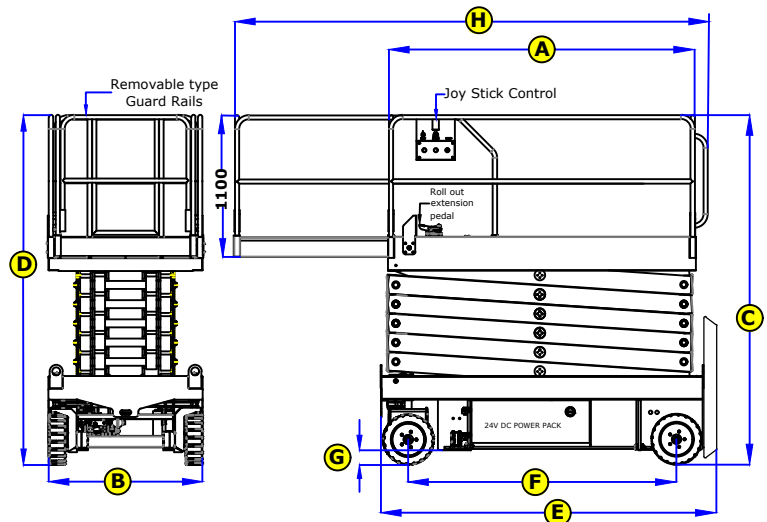 H
A
Removable type
Guard Rails
Joy Stick Control
1100
Roll out
extension
pedal
D
C
24V DC POWER PACK
G
B
F
E